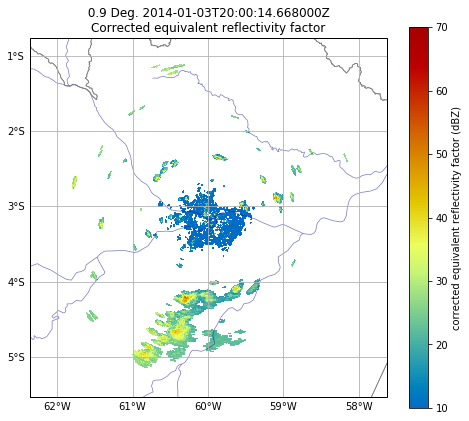 0.9 Deg. 2014-01-03T20:00:14.668000Z
Corrected equivalent reflectivity factor
1°S
2°S
3°S
4°S
5°S
62°W
61°W
60°W
59°W
58°W
70
60
50
40
30
20
10
corrected equivalent reflectivity factor (dBZ)